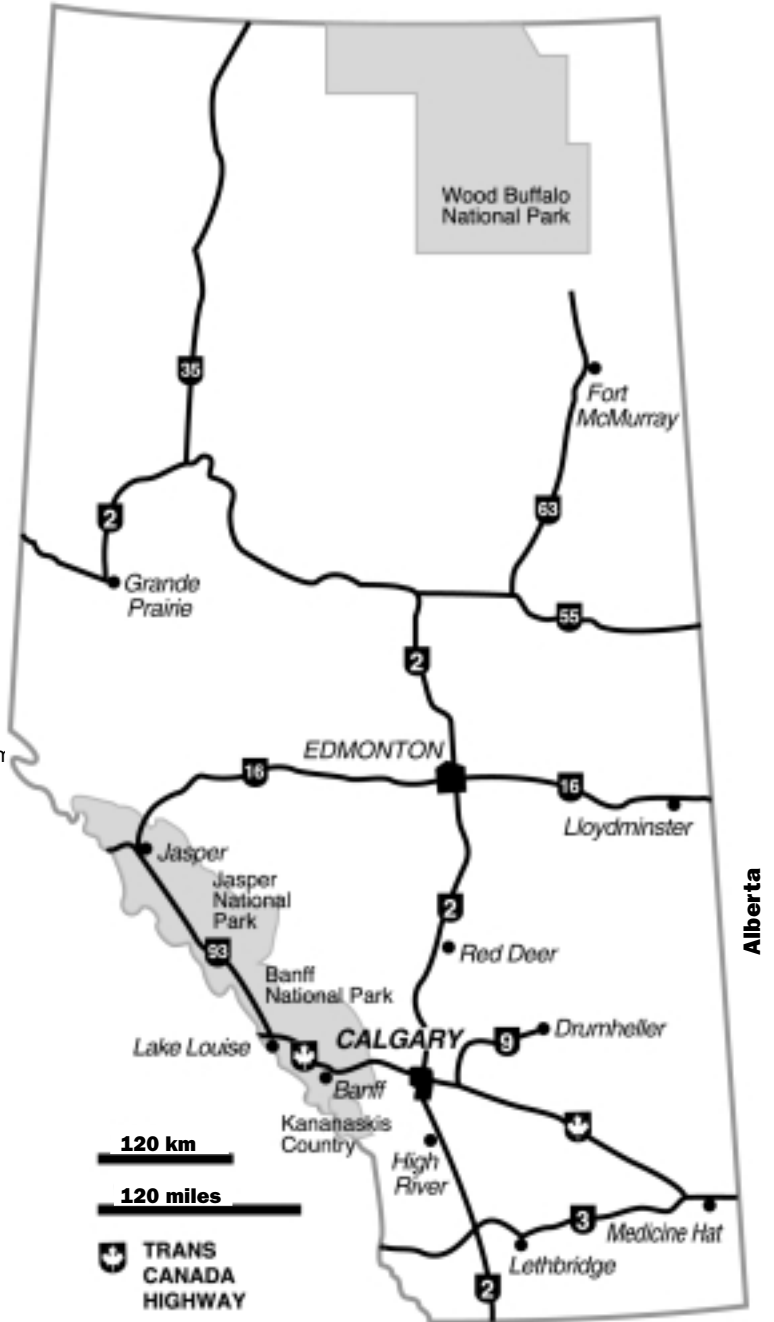 Wood Buffalo
National Park
35
Fort
McMurray
63
2
Grande
Prairie
55
2
EDMONTON
16
16
Lloydminster
Jasper
Jasper
National
Park
2
93
Red Deer
Banff
National Park
Alberta
CALGARY
Drumheller
9
Lake Louise
Banff
Kananaskis
Country
120 km
High
River
120 miles
3
Medicine Hat
Lethbridge
2
TRANS
CANADA
HIGHWAY